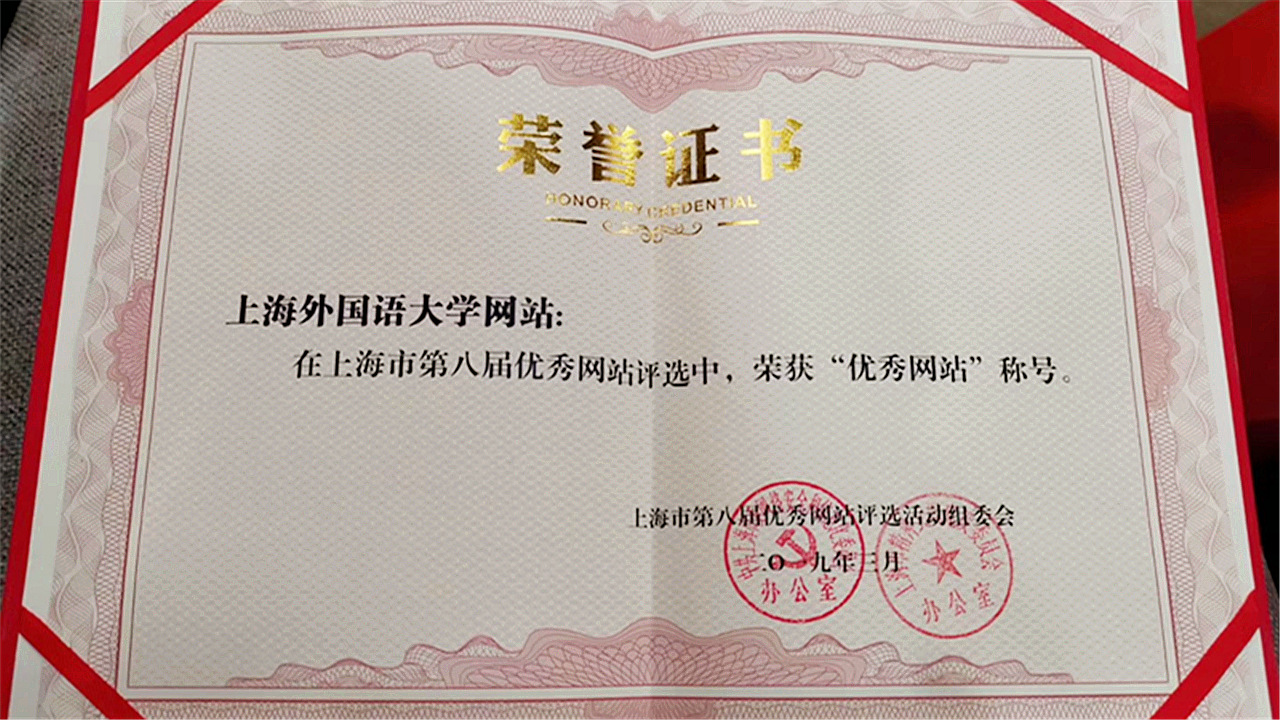 荣誉证书
HONORARY CREDENTIAL
上海外国语大学网站:
在上海市第八届优秀网站评选中，荣获“优秀网站”称号。
上海市第八届优秀网站评选活动组委会
二〇一九年三月
办公室
办公室